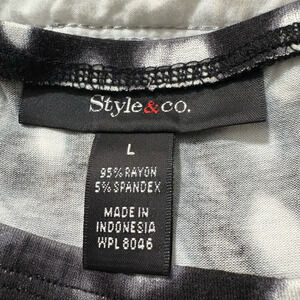 Style&co.
L
95% RAYON
5% SPANDEX
MADE IN
INDONESIA
WPL 8046